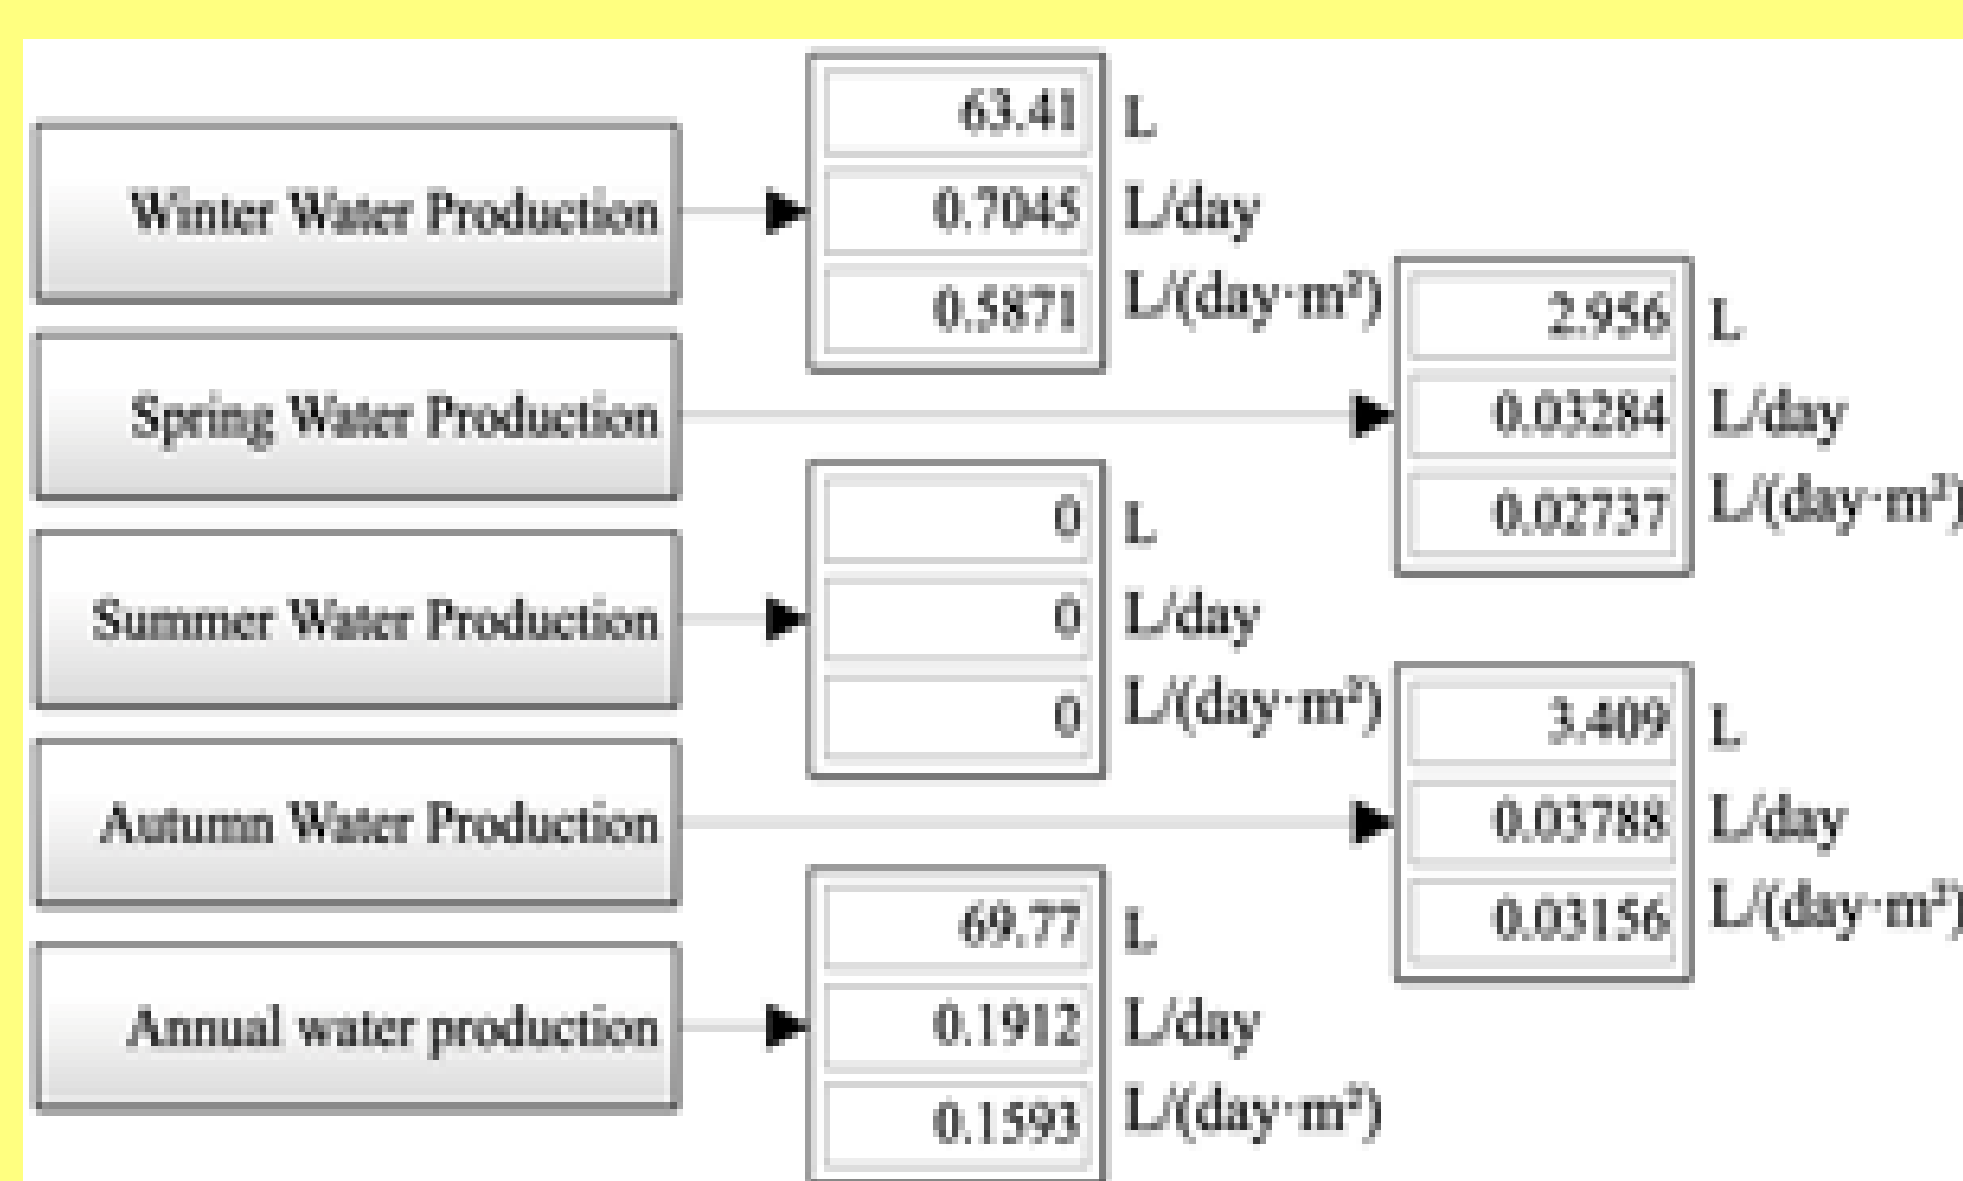 Winter Water Production
63.41 L
0.7045 L/day
0.5871 L/(day·m²)
Spring Water Production
2.956 L
0.03284 L/day
0.02737 L/(day·m²)
Summer Water Production
0 L
0 L/day
0 L/(day·m²)
Autumn Water Production
3.409 L
0.03788 L/day
0.03156 L/(day·m²)
Annual water production
69.77 L
0.1912 L/day
0.1593 L/(day·m²)